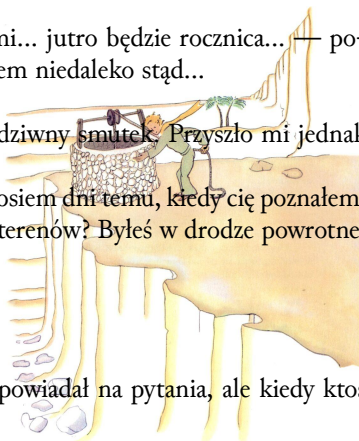 mi... jutro będzie rocznica... — po-
em niedaleko stąd...
dziwny smutek. Przyszło mi jednak
osiem dni temu, kiedy cię poznałem
terenów? Byłeś w drodze powrotne
powiadał na pytania, ale kiedy ktoś